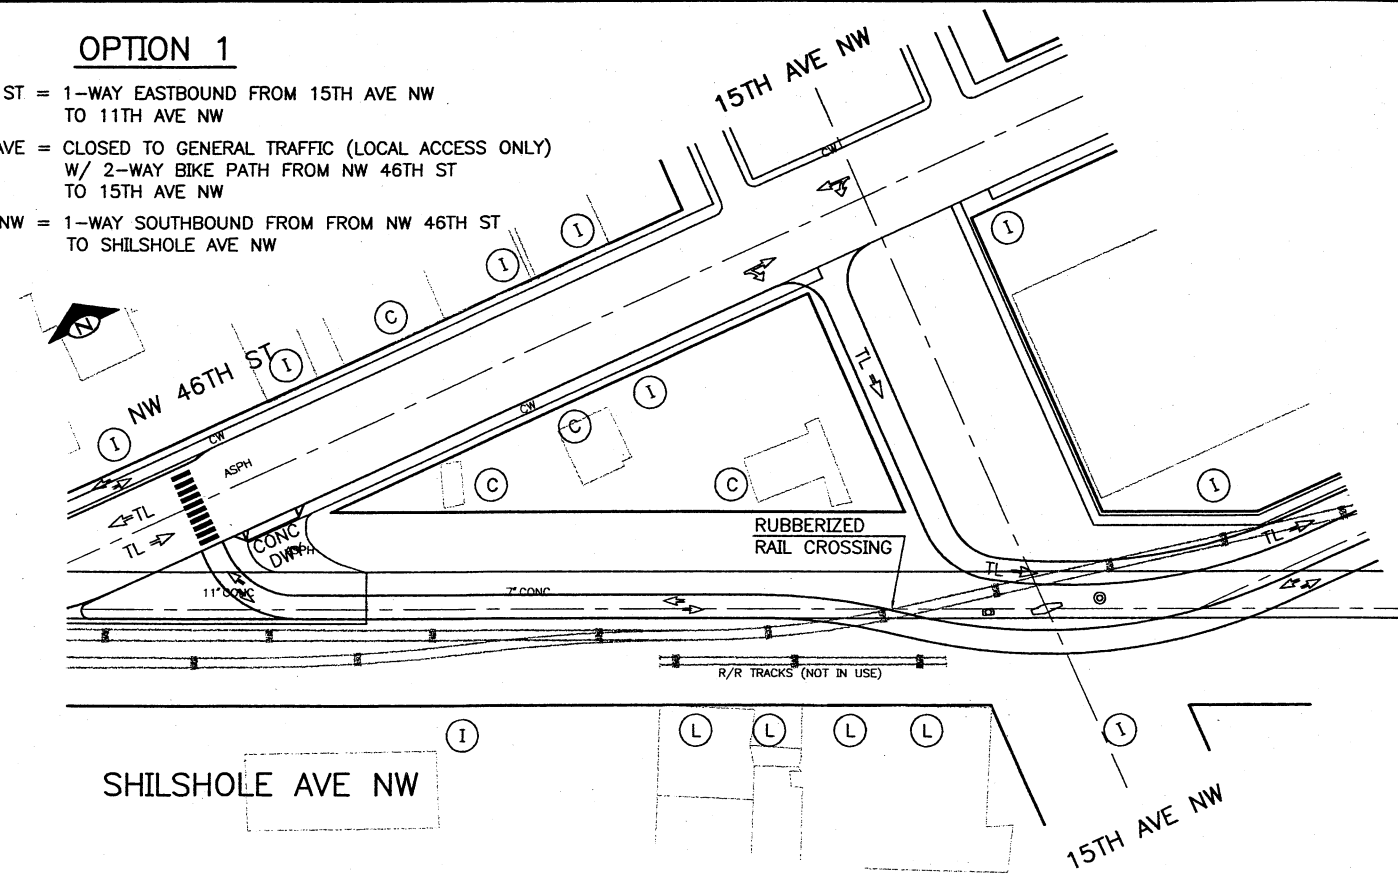 OPTION 1
ST = 1-WAY EASTBOUND FROM 15TH AVE NW
TO 11TH AVE NW
AVE = CLOSED TO GENERAL TRAFFIC (LOCAL ACCESS ONLY)
W/ 2-WAY BIKE PATH FROM NW 46TH ST
TO 15TH AVE NW
NW = 1-WAY SOUTHBOUND FROM FROM NW 46TH ST
TO SHILSHOLE AVE NW
15TH AVE NW
CW
I
I
I
C
N
I
NW 46TH ST
I
CW
ASPH
CW
C
I
TL
C
C
I
TL
TL
CONC
DW
RUBBERIZED
RAIL CROSSING
TL
TL
11" CONC
7" CONC
R/R TRACKS (NOT IN USE)
I
L
L
L
L
I
SHILSHOLE AVE NW
15TH AVE NW